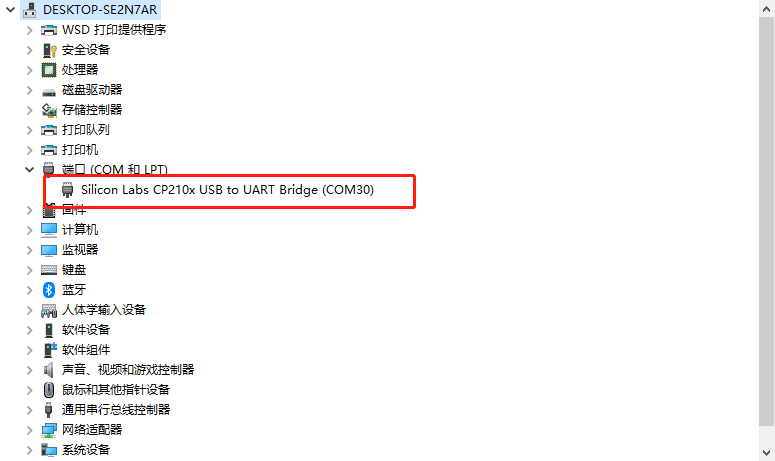 DESKTOP-SE2N7AR
WSD 打印提供程序
安全设备
处理器
磁盘驱动器
存储控制器
打印队列
打印机
端口 (COM 和 LPT)
Silicon Labs CP210x USB to UART Bridge (COM30)
固件
计算机
监视器
键盘
蓝牙
人体学输入设备
软件设备
软件组件
声音、视频和游戏控制器
鼠标和其他指针设备
通用串行总线控制器
网络适配器
系统设备